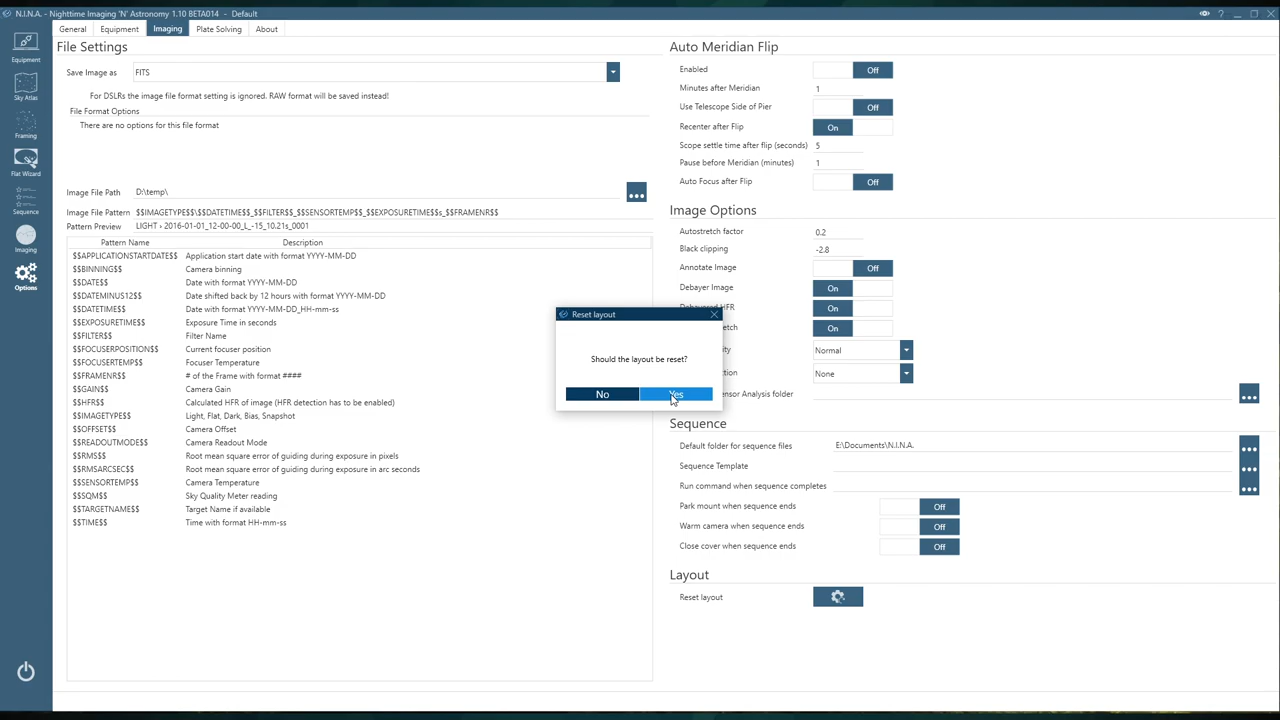 N.I.N.A. - Nighttime Imaging 'N' Astronomy 1.10 BETA014 - Default
?
General Equipment Imaging Plate Solving About
Equipment
Sky Atlas
Framing
Flat Wizard
Sequence
Imaging
Options
File Settings
Save Image as FITS
For DSLRs the image file format setting is ignored. RAW format will be saved instead!
File Format Options
There are no options for this file format
Image File Path D:\temp\ ...
Image File Pattern $$IMAGETYPE$$\$$DATETIME$$_$$FILTER$$_$$SENSORTEMP$$_$$EXPOSURETIME$$s_$$FRAMENR$$
Pattern Preview LIGHT › 2016-01-01_12-00-00_L_-15_10.21s_0001
Pattern Name Description
$$APPLICATIONSTARTDATE$$ Application start date with format YYYY-MM-DD
$$BINNING$$ Camera binning
$$DATE$$ Date with format YYYY-MM-DD
$$DATEMINUS12$$ Date shifted back by 12 hours with format YYYY-MM-DD
$$DATETIME$$ Date with format YYYY-MM-DD_HH-mm-ss
$$EXPOSURETIME$$ Exposure Time in seconds
$$FILTER$$ Filter Name
$$FOCUSERPOSITION$$ Current focuser position
$$FOCUSERTEMP$$ Focuser Temperature
$$FRAMENR$$ # of the Frame with format ####
$$GAIN$$ Camera Gain
$$HFR$$ Calculated HFR of image (HFR detection has to be enabled)
$$IMAGETYPE$$ Light, Flat, Dark, Bias, Snapshot
$$OFFSET$$ Camera Offset
$$READOUTMODE$$ Camera Readout Mode
$$RMS$$ Root mean square error of guiding during exposure in pixels
$$RMSARCSEC$$ Root mean square error of guiding during exposure in arc seconds
$$SENSORTEMP$$ Camera Temperature
$$SQM$$ Sky Quality Meter reading
$$TARGETNAME$$ Target Name if available
$$TIME$$ Time with format HH-mm-ss
Auto Meridian Flip
Enabled Off
Minutes after Meridian 1
Use Telescope Side of Pier Off
Recenter after Flip On
Scope settle time after flip (seconds) 5
Pause before Meridian (minutes) 1
Auto Focus after Flip Off
Image Options
Autostretch factor 0.2
Black clipping -2.8
Annotate Image Off
Debayer Image On
HFR On
etch On
ity Normal
tion None
nsor Analysis folder ...
Reset layout
Should the layout be reset?
No Yes
Sequence
Default folder for sequence files E:\Documents\N.I.N.A. ...
Sequence Template ...
Run command when sequence completes ...
Park mount when sequence ends Off
Warm camera when sequence ends Off
Close cover when sequence ends Off
Layout
Reset layout